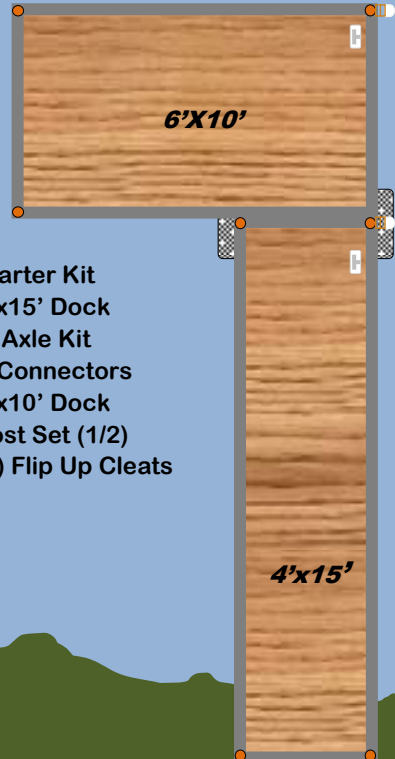 6’X10’
arter Kit
x15’ Dock
Axle Kit
Connectors
x10’ Dock
ost Set (1/2)
) Flip Up Cleats
4’x15’